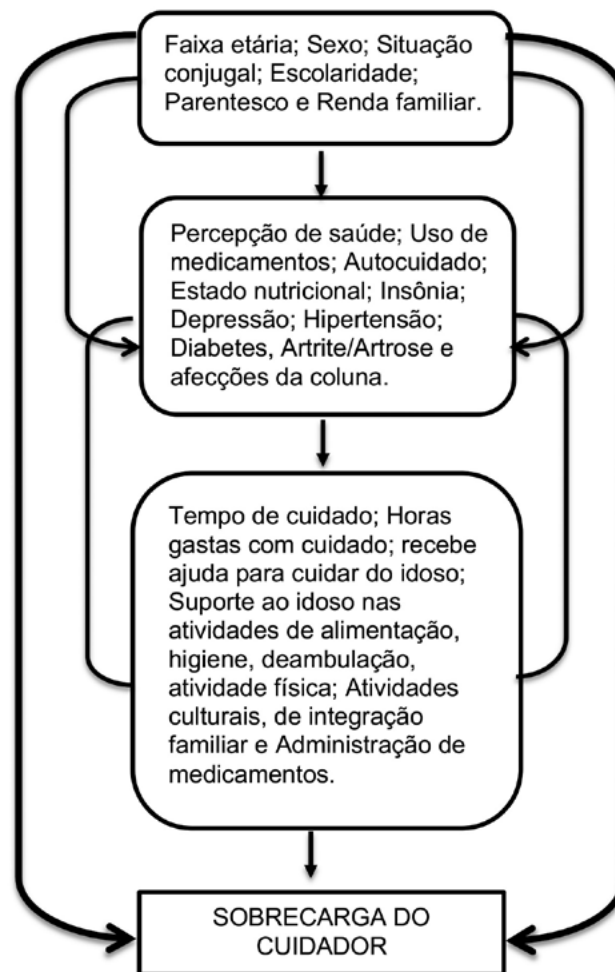 Faixa etária; Sexo; Situação
conjugal; Escolaridade;
Parentesco e Renda familiar.
Percepção de saúde; Uso de
medicamentos; Autocuidado;
Estado nutricional; Insônia;
Depressão; Hipertensão;
Diabetes, Artrite/Artrose e
afecções da coluna.
Tempo de cuidado; Horas
gastas com cuidado; recebe
ajuda para cuidar do idoso;
Suporte ao idoso nas
atividades de alimentação,
higiene, deambulação,
atividade física; Atividades
culturais, de integração
familiar e Administração de
medicamentos.
SOBRECARGA DO
CUIDADOR